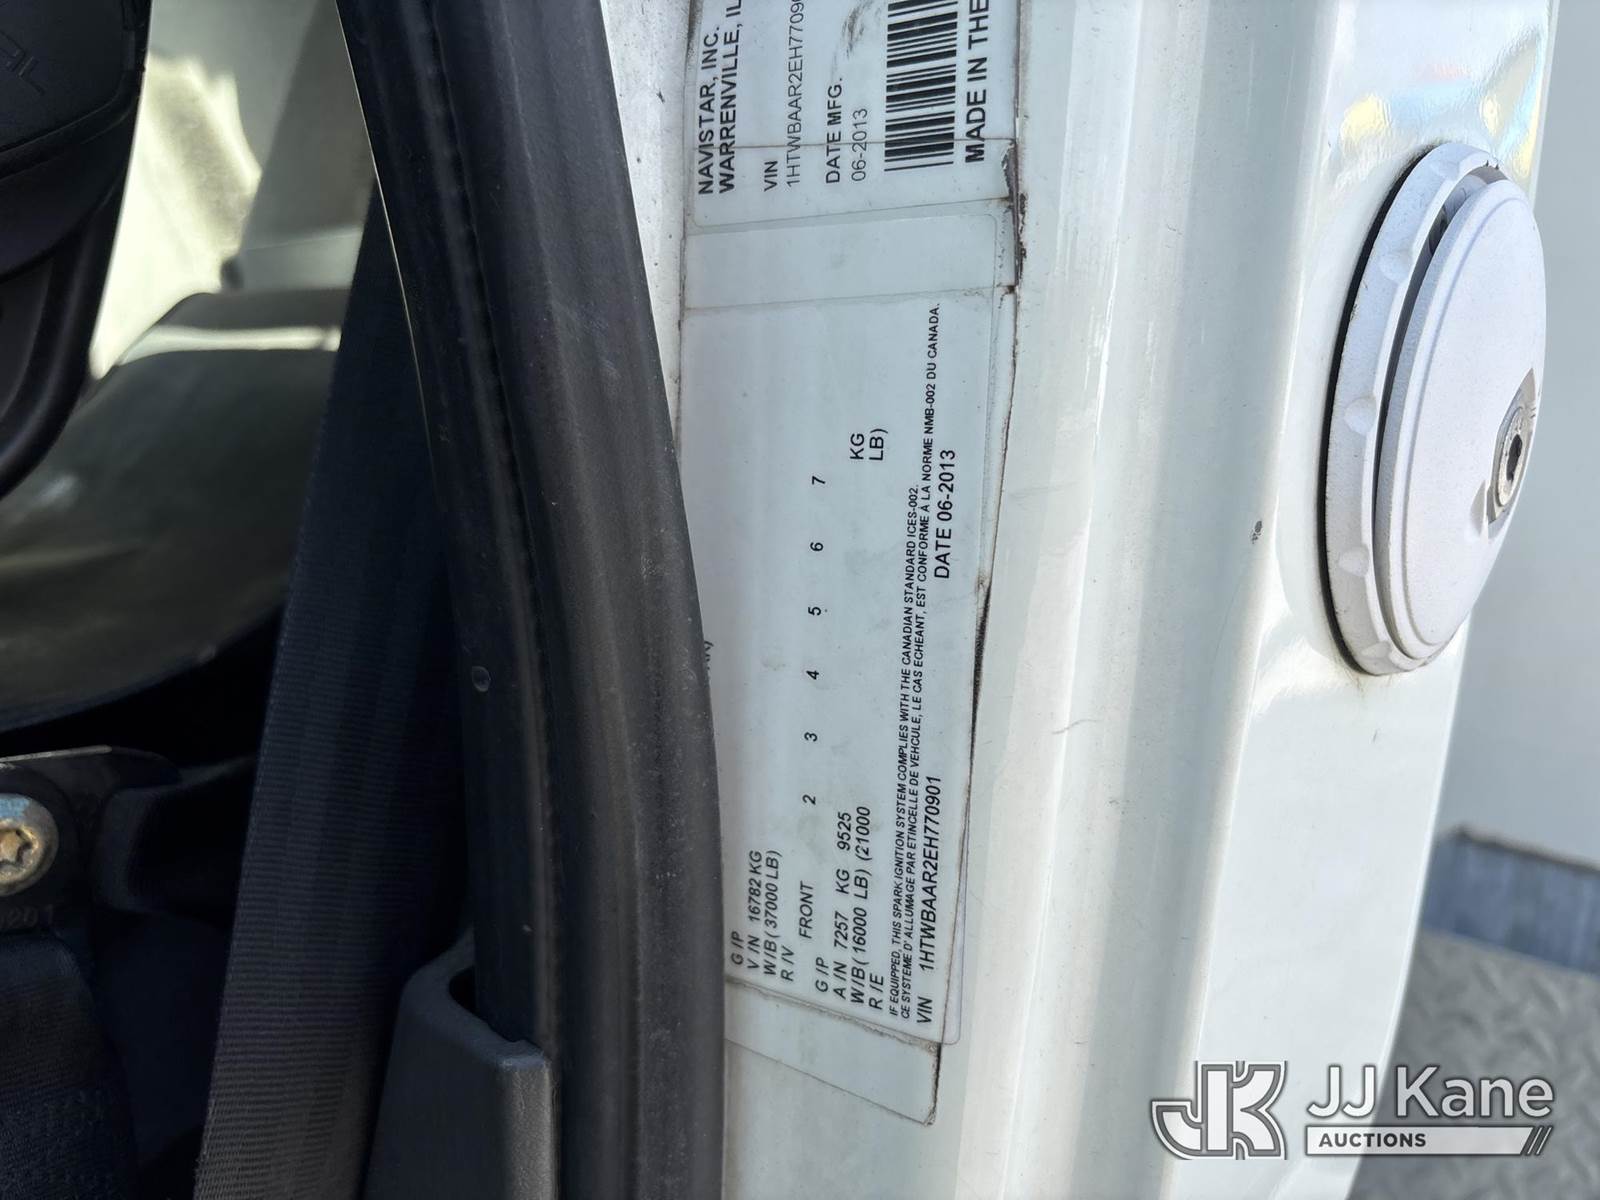 NAVISTAR, INC.
WARRENVILLE, IL
VIN
1HTWBAAR2EH7709
DATE MFG.
06-2013
MADE IN THE
G/P
V/N 16782 KG
W/B ( 37000 LB)
R/V
FRONT 2 3 4 5 6 7
G/P
A/N 7257 KG 9525 KG
W/B ( 16000 LB) (21000 LB)
R/E
IF EQUIPPED, THIS SPARK IGNITION SYSTEM COMPLIES WITH THE CANADIAN STANDARD ICES-002.
CE SYSTEME D' ALLUMAGE PAR ETINCELLE DE VEHCULE, LE CAS ECHEANT, EST CONFORME À LA NORME NMB-002 DU CANADA.
VIN 1HTWBAAR2EH770901 DATE 06-2013
JK JJ Kane
AUCTIONS